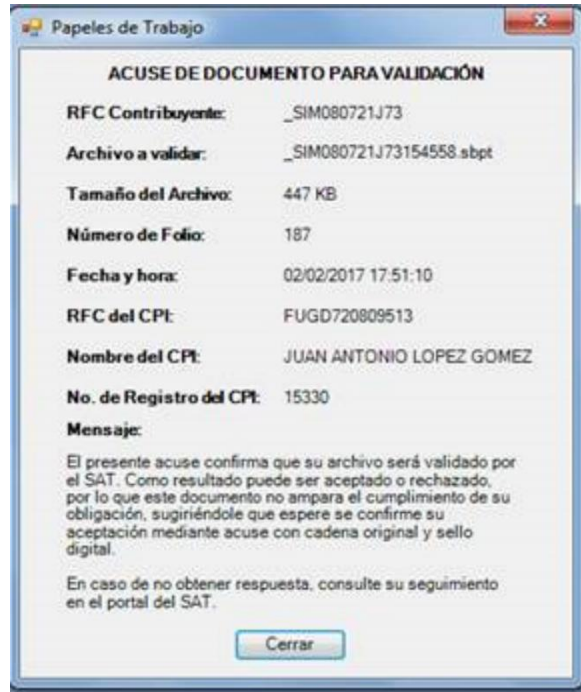 Papeles de Trabajo
ACUSE DE DOCUMENTO PARA VALIDACIÓN
RFC Contribuyente: _SIM080721J73
Archivo a validar: _SIM080721J73154558.sbpt
Tamaño del Archivo: 447 KB
Número de Folio: 187
Fecha y hora: 02/02/2017 17:51:10
RFC del CPI: FUGD720809513
Nombre del CPI: JUAN ANTONIO LOPEZ GOMEZ
No. de Registro del CPI: 15330
Mensaje:
El presente acuse confirma que su archivo será validado por
el SAT. Como resultado puede ser aceptado o rechazado,
por lo que este documento no ampara el cumplimiento de su
obligación, sugiriéndole que espere se confirme su
aceptación mediante acuse con cadena original y sello
digital.
En caso de no obtener respuesta, consulte su seguimiento
en el portal del SAT.
Cerrar